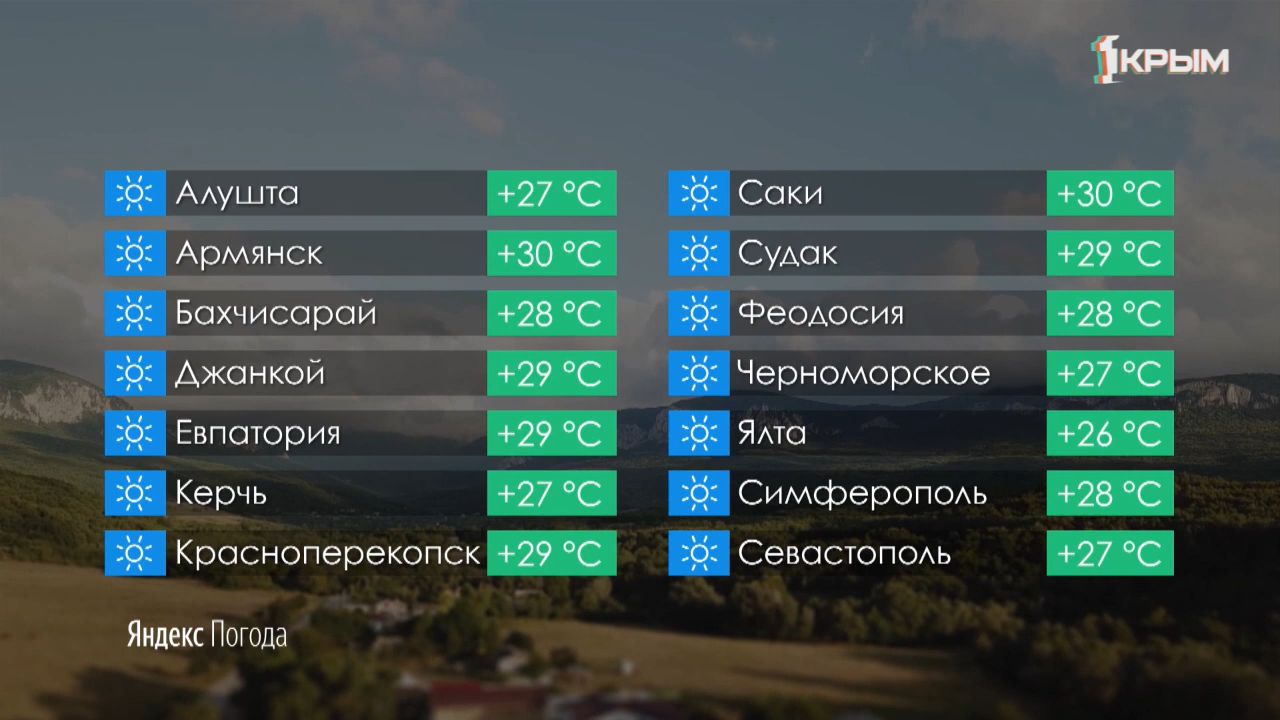 1КРЫМ
Алушта +27 °C
Армянск +30 °C
Бахчисарай +28 °C
Джанкой +29 °C
Евпатория +29 °C
Керчь +27 °C
Красноперекопск +29 °C
Саки +30 °C
Судак +29 °C
Феодосия +28 °C
Черноморское +27 °C
Ялта +26 °C
Симферополь +28 °C
Севастополь +27 °C
Яндекс Погода